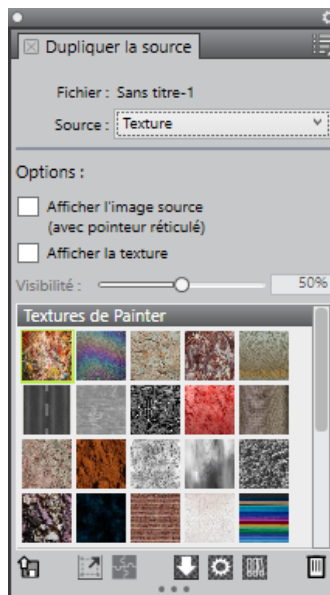 Dupliquer la source
Fichier : Sans titre-1
Source : Texture
Options :
Afficher l'image source
(avec pointeur réticulé)
Afficher la texture
Visibilité : 50%
Textures de Painter